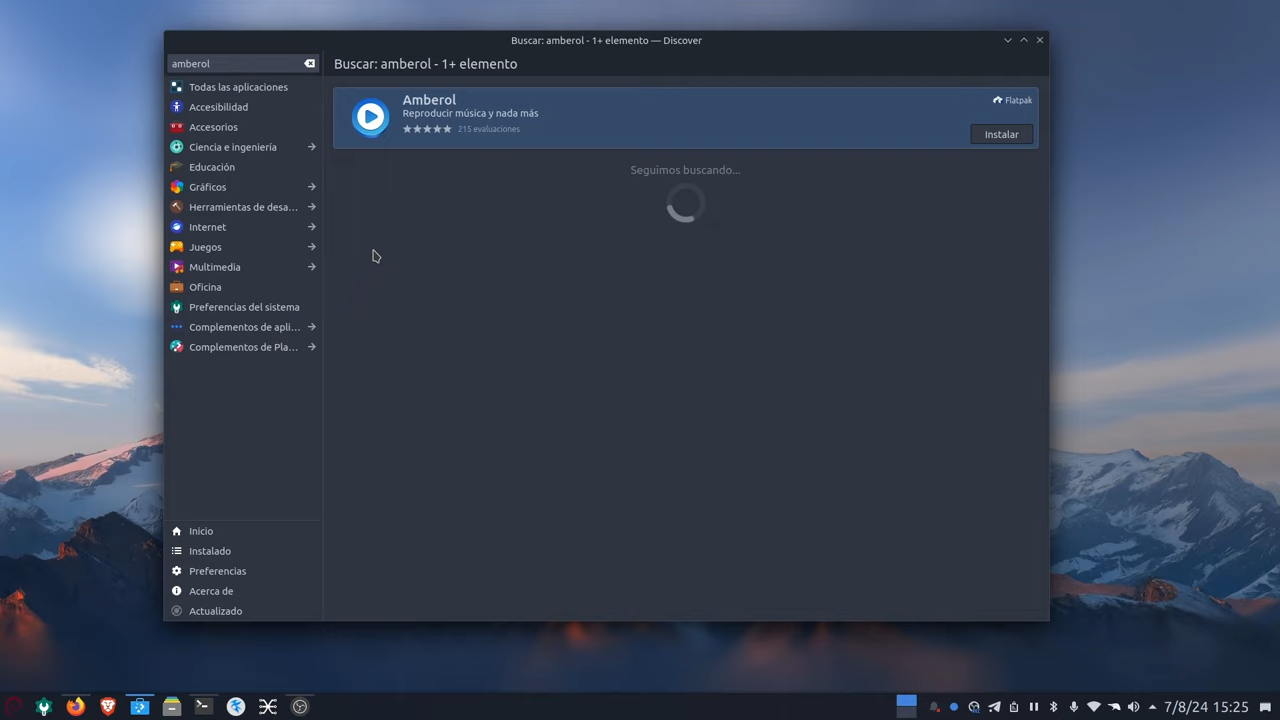 Buscar: amberol - 1+ elemento — Discover
amberol
Buscar: amberol - 1+ elemento
Todas las aplicaciones
Accesibilidad
Accesorios
Ciencia e ingeniería
Educación
Gráficos
Herramientas de desa...
Internet
Juegos
Multimedia
Oficina
Preferencias del sistema
Complementos de apli...
Complementos de Pla...
Inicio
Instalado
Preferencias
Acerca de
Actualizado
Amberol
Reproducir música y nada más
215 evaluaciones
Flatpak
Instalar
Seguimos buscando...
7/8/24 15:25